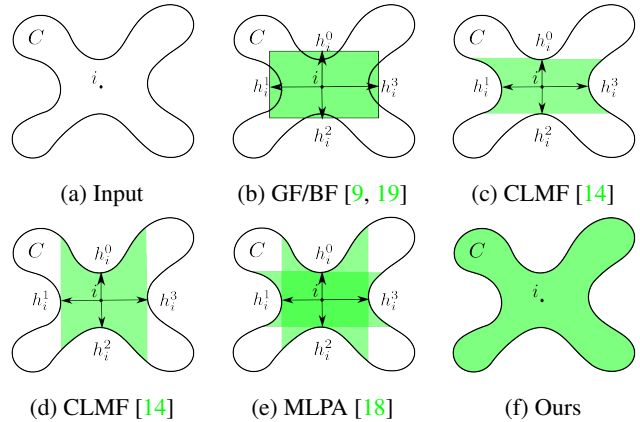 C
i
(a) Input
h_i^0
h_i^1
i
h_i^3
h_i^2
(b) GF/BF [9, 19]
C
h_i^0
h_i^1
i
h_i^3
h_i^2
(c) CLMF [14]
C
h_i^0
h_i^1
i
h_i^3
h_i^2
(d) CLMF [14]
C
h_i^0
h_i^1
i
h_i^3
h_i^2
(e) MLPA [18]
C
i
(f) Ours